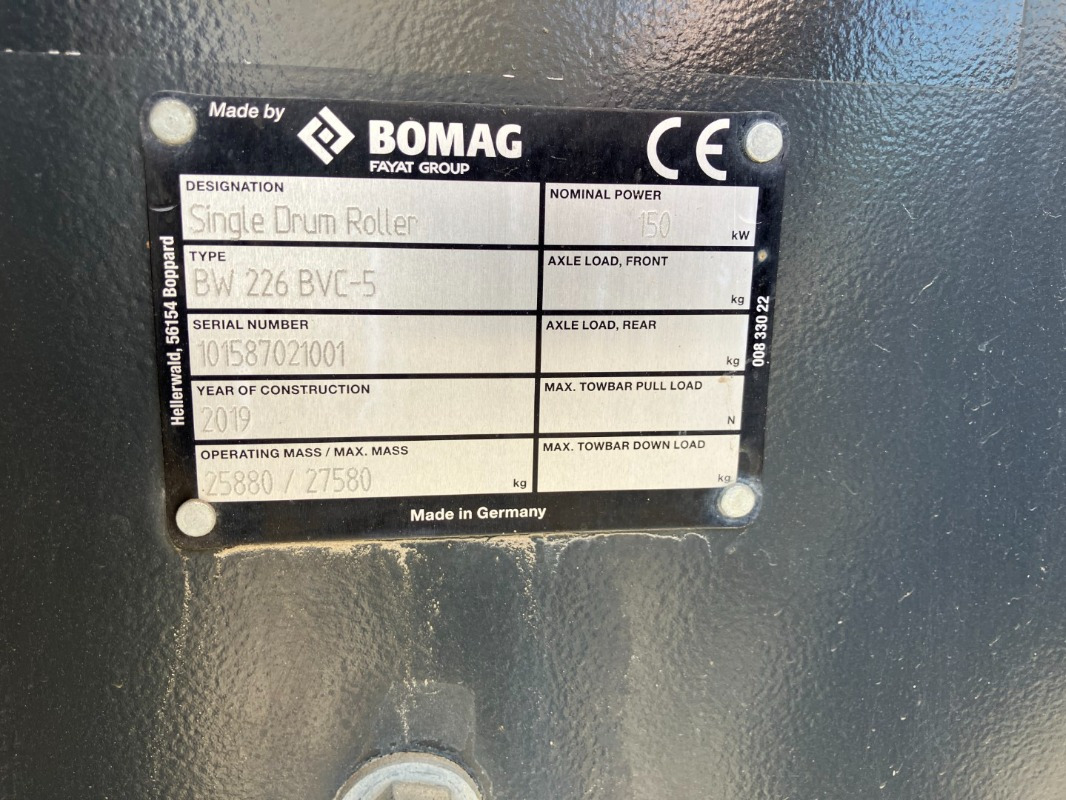 Made by
BOMAG
FAYAT GROUP
CE
DESIGNATION
Single Drum Roller
NOMINAL POWER
150 kW
TYPE
BW 226 BVC-5
AXLE LOAD, FRONT
kg
SERIAL NUMBER
101587021001
AXLE LOAD, REAR
kg
YEAR OF CONSTRUCTION
2019
MAX. TOWBAR PULL LOAD
N
OPERATING MASS / MAX. MASS
25880 / 27580 kg
MAX. TOWBAR DOWN LOAD
kg
Made in Germany
Hellerwald, 56154 Boppard
008 330 22